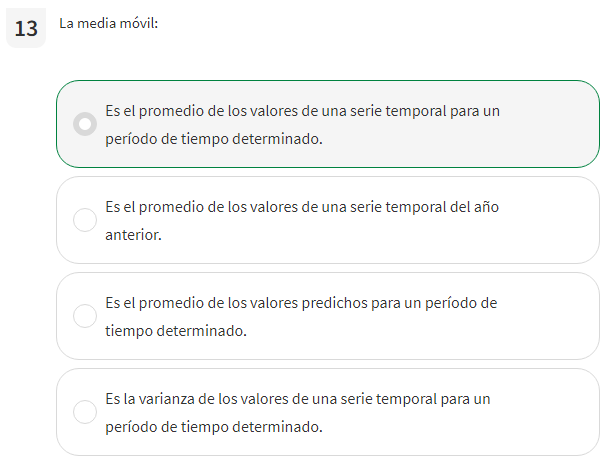 13
La media móvil:
Es el promedio de los valores de una serie temporal para un
período de tiempo determinado.
Es el promedio de los valores de una serie temporal del año
anterior.
Es el promedio de los valores predichos para un período de
tiempo determinado.
Es la varianza de los valores de una serie temporal para un
período de tiempo determinado.